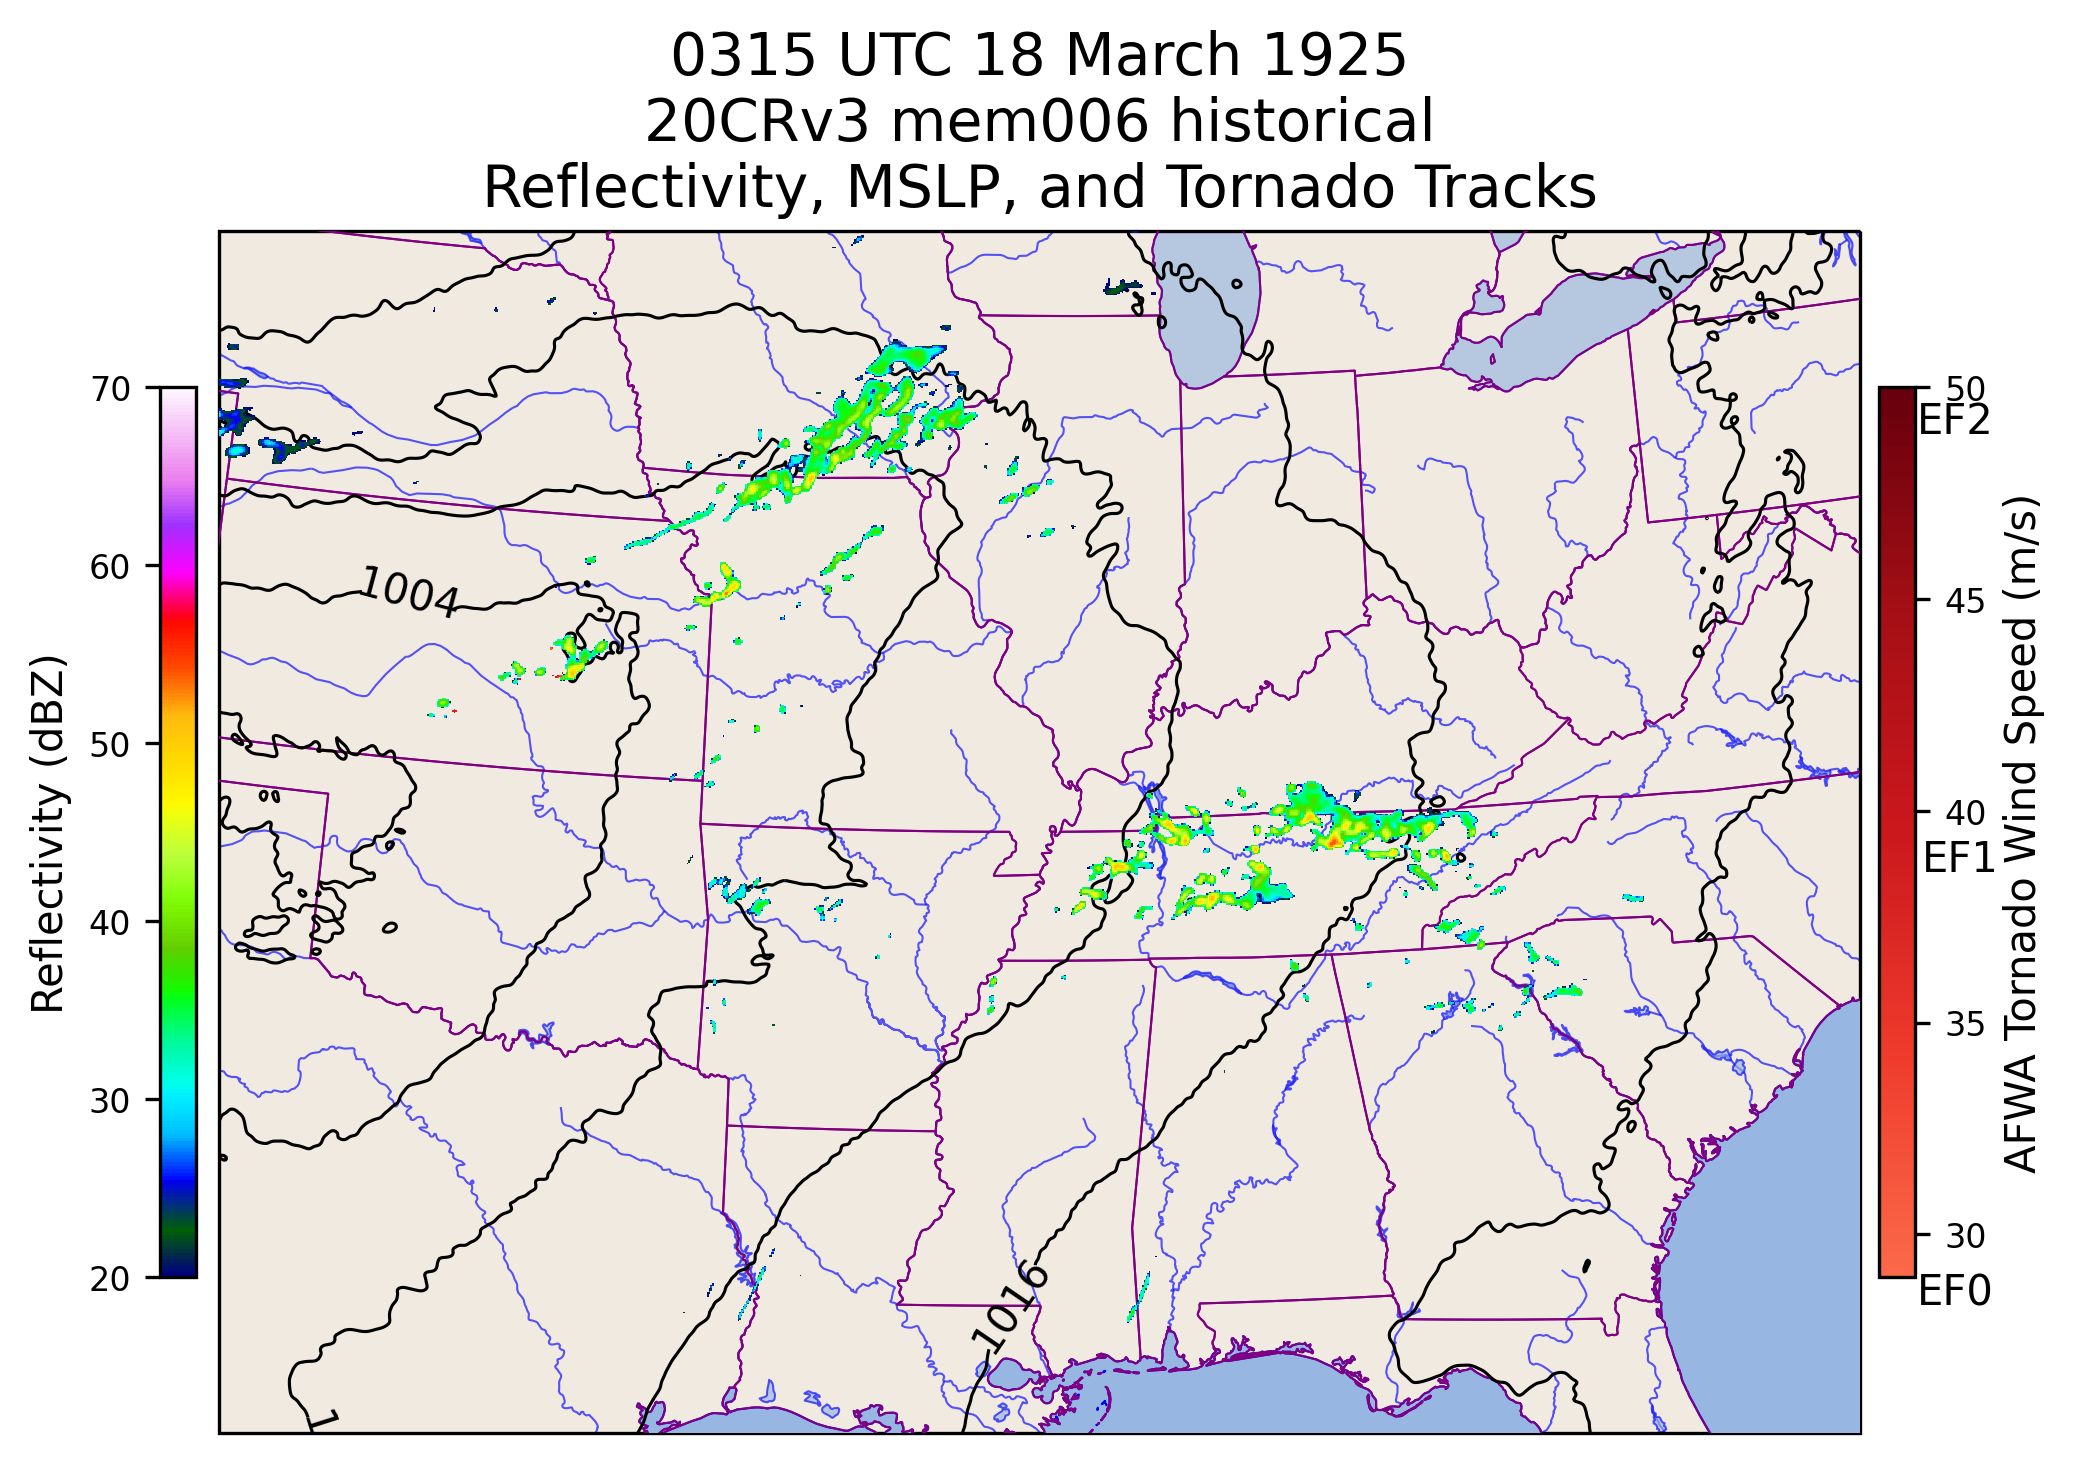 0315 UTC 18 March 1925
20CRv3 mem006 historical
Reflectivity, MSLP, and Tornado Tracks
70
60
50
40
30
20
Reflectivity (dBZ)
1004
1016
1
50
EF2
45
40
EF1
35
30
EF0
AFWA Tornado Wind Speed (m/s)